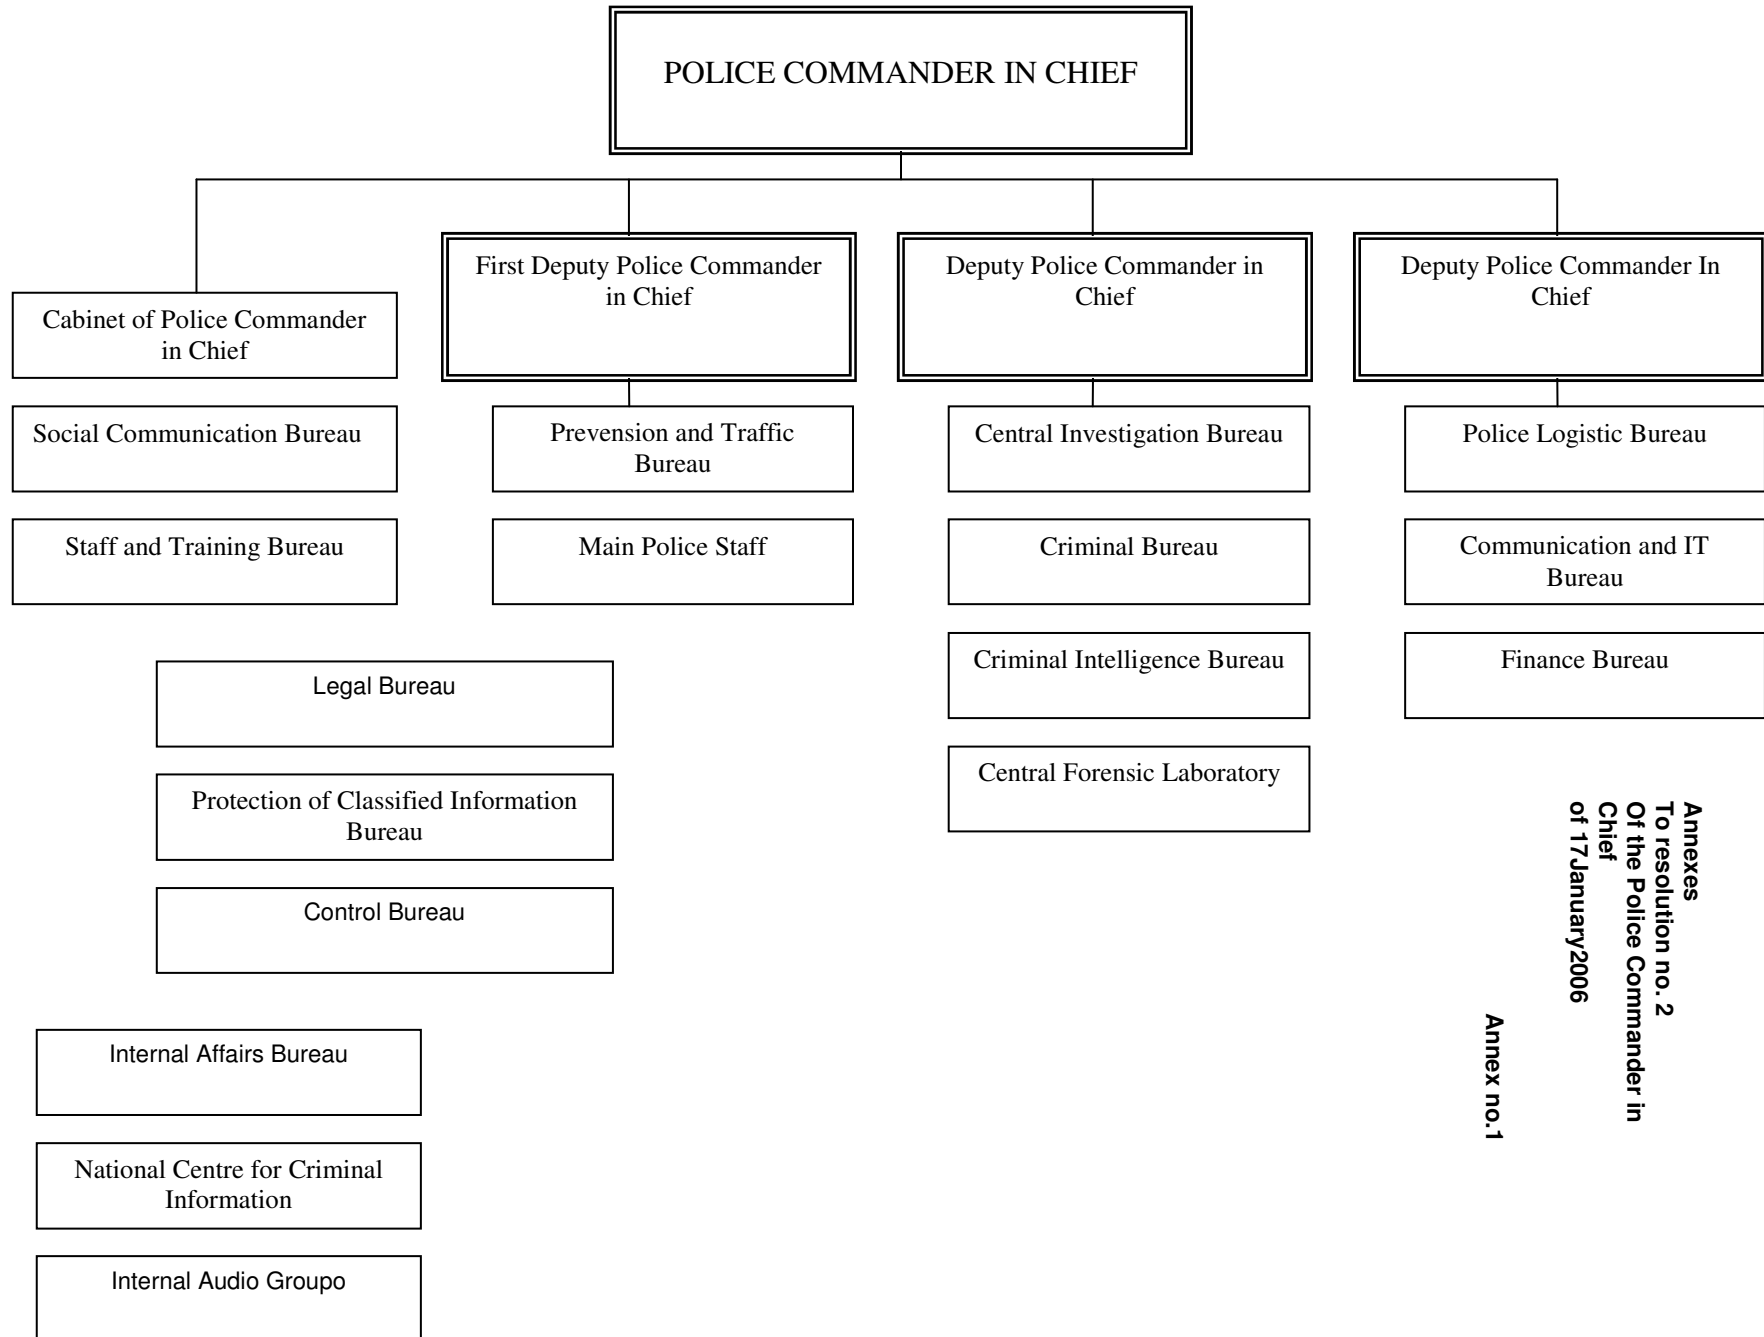 POLICE COMMANDER IN CHIEF
Cabinet of Police Commander
in Chief
First Deputy Police Commander
in Chief
Deputy Police Commander in
Chief
Deputy Police Commander In
Chief
Social Communication Bureau
Prevension and Traffic
Bureau
Central Investigation Bureau
Police Logistic Bureau
Staff and Training Bureau
Main Police Staff
Criminal Bureau
Communication and IT
Bureau
Legal Bureau
Criminal Intelligence Bureau
Finance Bureau
Protection of Classified Information
Bureau
Central Forensic Laboratory
Control Bureau
Internal Affairs Bureau
National Centre for Criminal
Information
Internal Audio Groupo
Annexes
To resolution no. 2
Of the Police Commander in
Chief
of 17January2006
Annex no.1